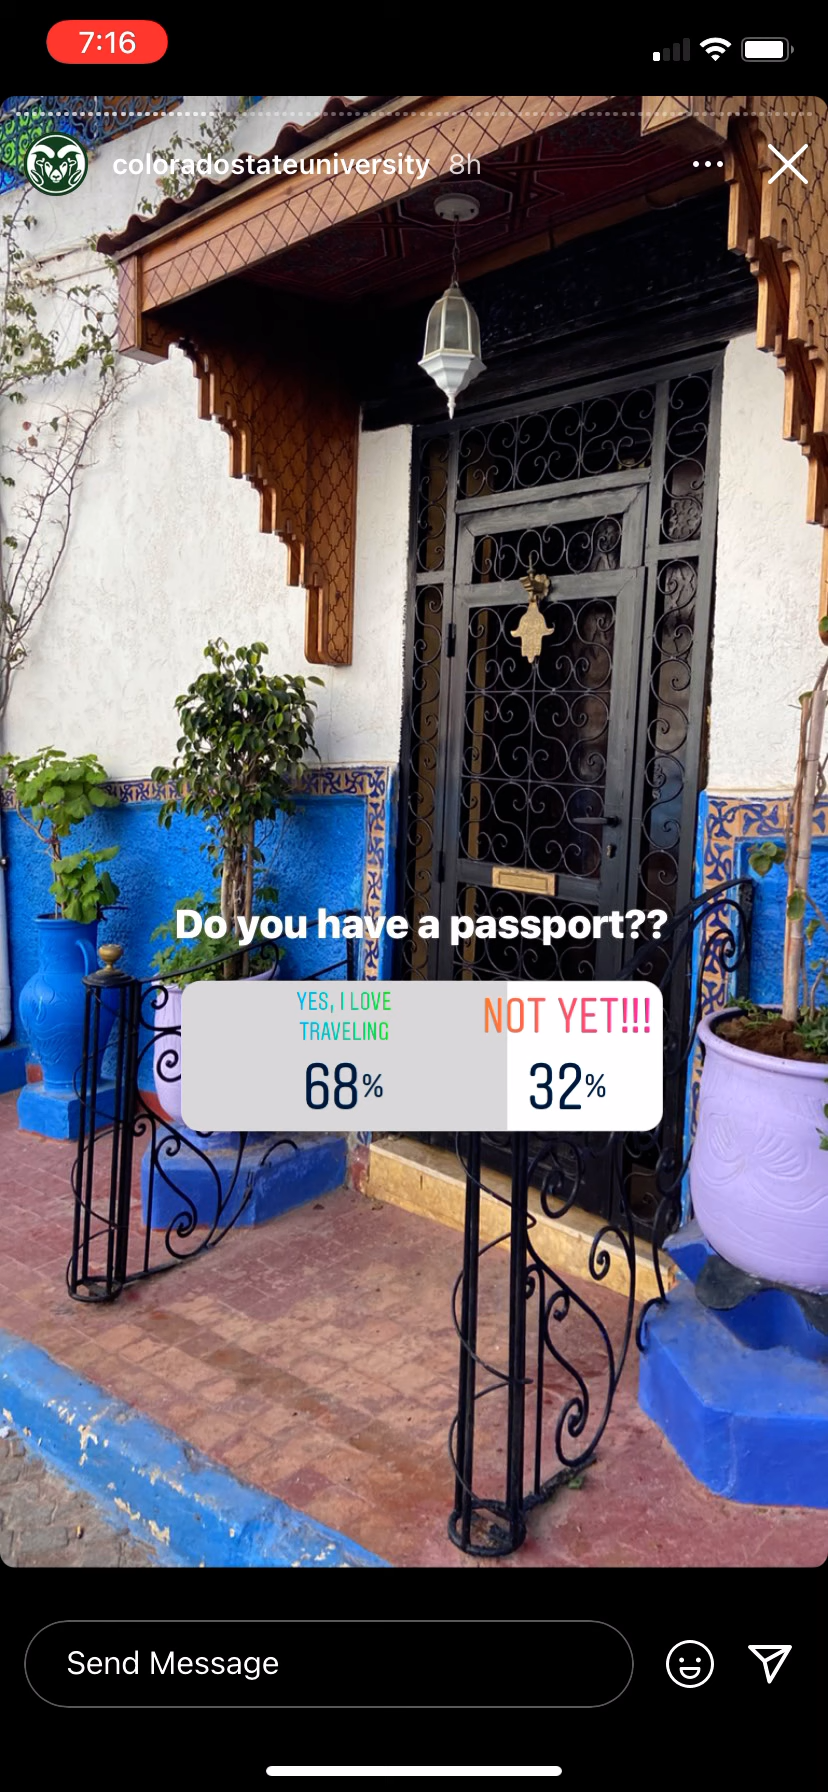 7:16
coloradostateuniversity 8h
Do you have a passport??
YES, I LOVE
TRAVELING
NOT YET!!!
68%
32%
Send Message